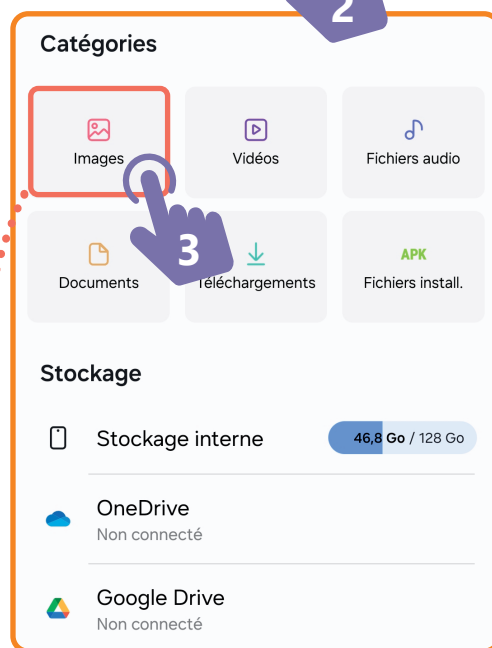 2
Catégories
Images
Vidéos
Fichiers audio
3
APK
Documents
Téléchargements
Fichiers install.
Stockage
Stockage interne
46,8 Go / 128 Go
OneDrive
Non connecté
Google Drive
Non connecté